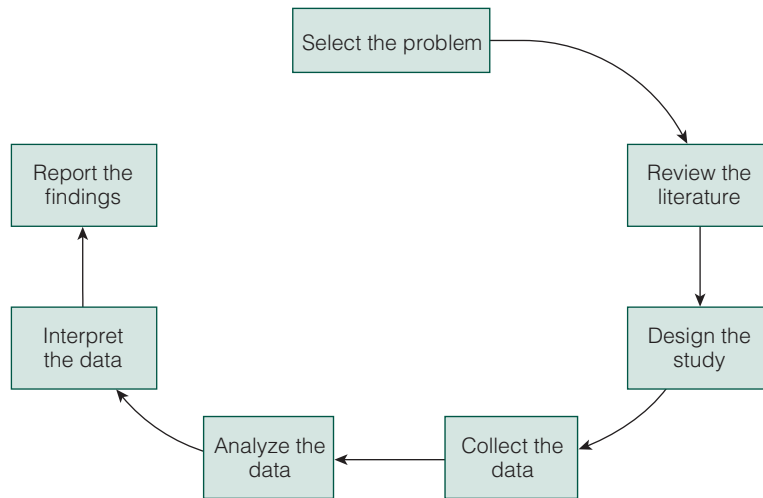 Select the problem
Review the
literature
Design the
study
Collect the
data
Analyze the
data
Interpret
the data
Report the
findings